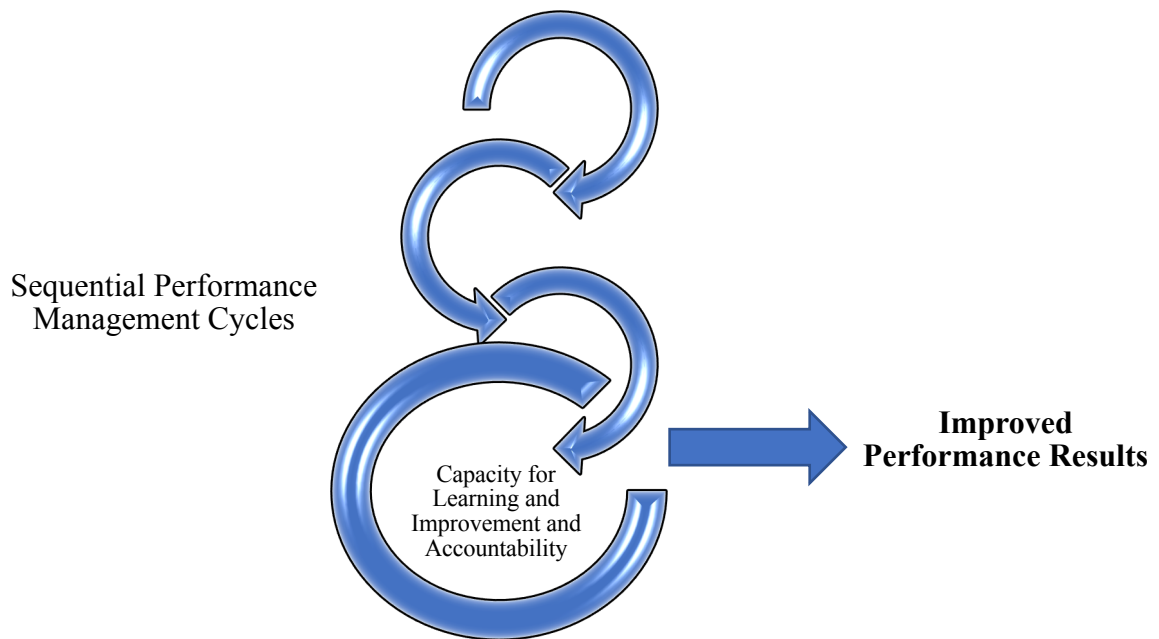 Sequential Performance
Management Cycles
Capacity for
Learning and
Improvement and
Accountability
Improved
Performance Results